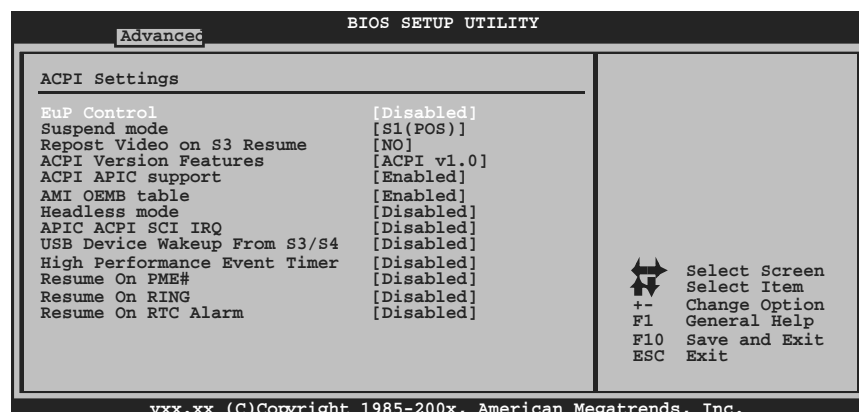 BIOS SETUP UTILITY
Advanced
ACPI Settings
EuP Control [Disabled]
Suspend mode [S1(POS)]
Repost Video on S3 Resume [NO]
ACPI Version Features [ACPI v1.0]
ACPI APIC support [Enabled]
AMI OEMB table [Enabled]
Headless mode [Disabled]
APIC ACPI SCI IRQ [Disabled]
USB Device Wakeup From S3/S4 [Disabled]
High Performance Event Timer [Disabled]
Resume On PME# [Disabled]
Resume On RING [Disabled]
Resume On RTC Alarm [Disabled]
Select Screen
Select Item
+- Change Option
F1 General Help
F10 Save and Exit
ESC Exit
vxx.xx (C)Copyright 1985-200x, American Megatrends, Inc.